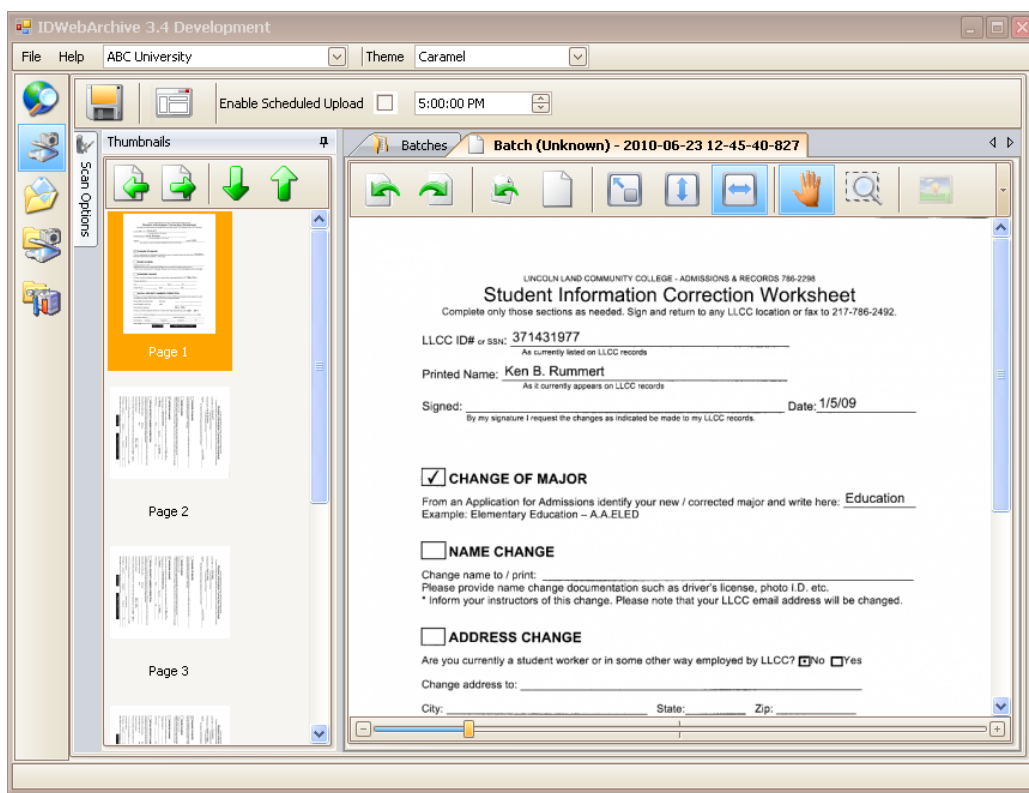 IDWebArchive 3.4 Development
File Help ABC University Theme Caramel
Enable Scheduled Upload 5:00:00 PM
Scan Options
Thumbnails
Page 1
Page 2
Page 3
Batches Batch (Unknown) - 2010-06-23 12-45-40-827
LINCOLN LAND COMMUNITY COLLEGE - ADMISSIONS & RECORDS 786-2298
Student Information Correction Worksheet
Complete only those sections as needed. Sign and return to any LLCC location or fax to 217-786-2492.
LLCC ID# or SSN: 371431977
As currently listed on LLCC records
Printed Name: Ken B. Rummert
As it currently appears on LLCC records
Signed: Date: 1/5/09
By my signature I request the changes as indicated be made to my LLCC records.
CHANGE OF MAJOR
From an Application for Admissions identify your new / corrected major and write here: Education
Example: Elementary Education – A.A.ELED
NAME CHANGE
Change name to / print:
Please provide name change documentation such as driver's license, photo I.D. etc.
* Inform your instructors of this change. Please note that your LLCC email address will be changed.
ADDRESS CHANGE
Are you currently a student worker or in some other way employed by LLCC? No Yes
Change address to:
City: State: Zip: